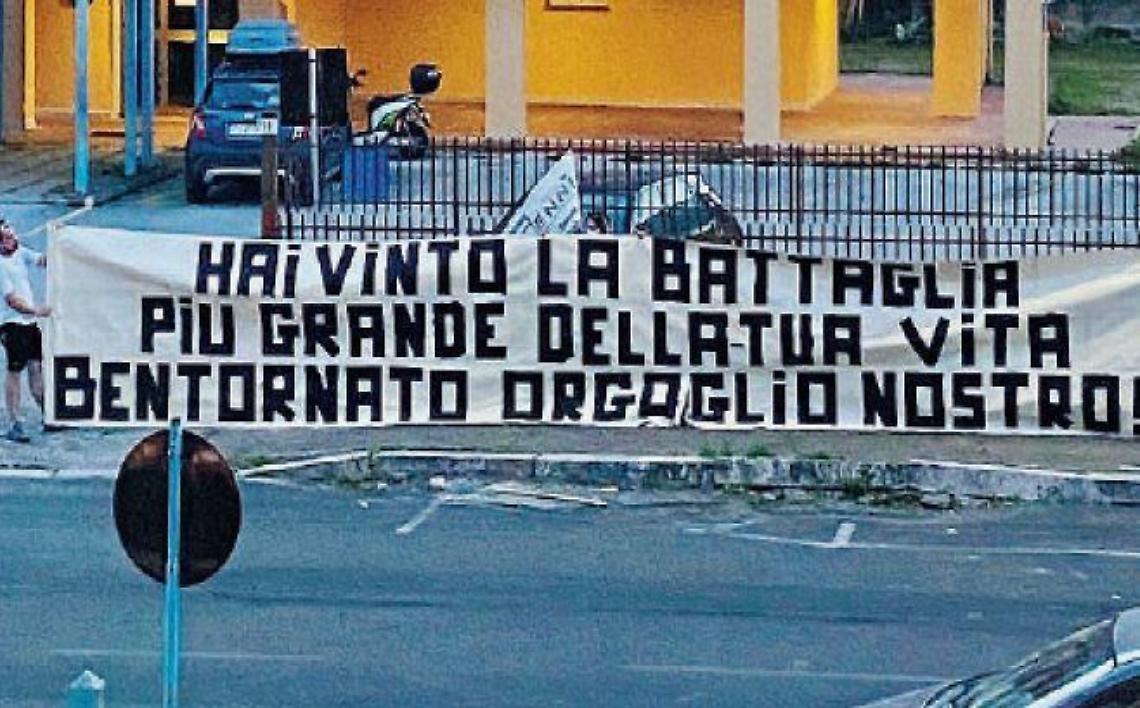 HAi ViNTO LA BATTAGLiA
PiU GRANDE DELLA TUA ViTA
BENTORNATO ORGOGLiO NOSTRO!